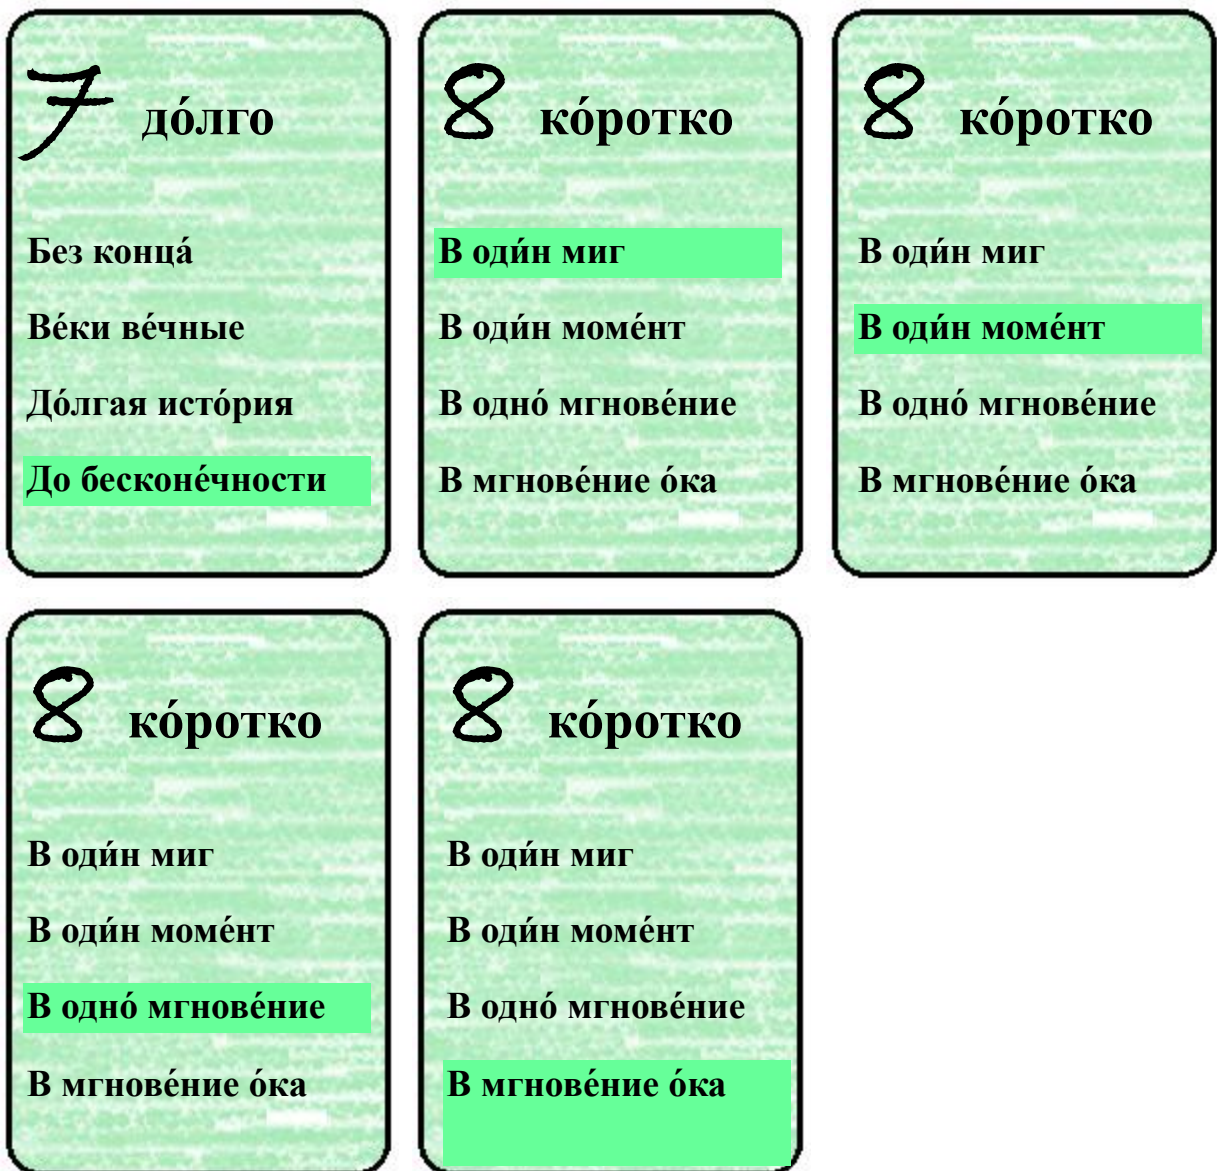 7 до́лго
Без конца́
Ве́ки ве́чные
До́лгая исто́рия
До бесконе́чности
8 ко́ротко
В оди́н миг
В оди́н моме́нт
В одно́ мгнове́ние
В мгнове́ние о́ка
8 ко́ротко
В оди́н миг
В оди́н моме́нт
В одно́ мгнове́ние
В мгнове́ние о́ка
8 ко́ротко
В оди́н миг
В оди́н моме́нт
В одно́ мгнове́ние
В мгнове́ние о́ка
8 ко́ротко
В оди́н миг
В оди́н моме́нт
В одно́ мгнове́ние
В мгнове́ние о́ка